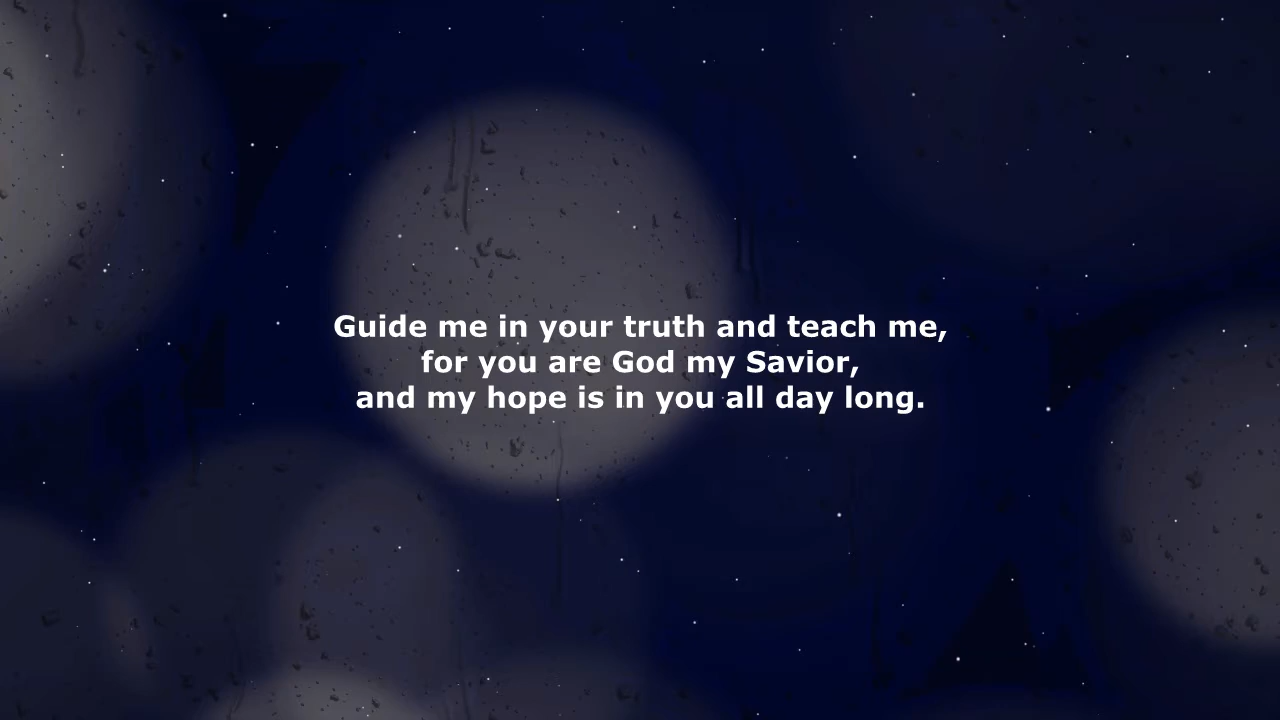 Guide me in your truth and teach me,
for you are God my Savior,
and my hope is in you all day long.